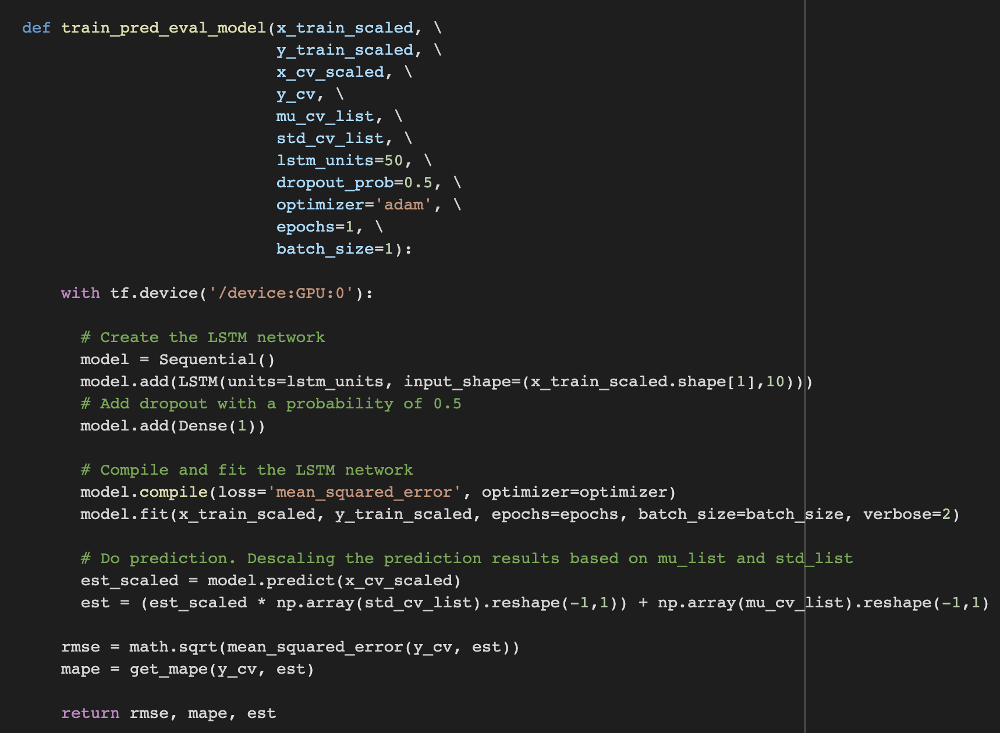 def train_pred_eval_model(x_train_scaled, \
                          y_train_scaled, \
                          x_cv_scaled, \
                          y_cv, \
                          mu_cv_list, \
                          std_cv_list, \
                          lstm_units=50, \
                          dropout_prob=0.5, \
                          optimizer='adam', \
                          epochs=1, \
                          batch_size=1):

    with tf.device('/device:GPU:0'):

      # Create the LSTM network
      model = Sequential()
      model.add(LSTM(units=lstm_units, input_shape=(x_train_scaled.shape[1],10)))
      # Add dropout with a probability of 0.5
      model.add(Dense(1))

      # Compile and fit the LSTM network
      model.compile(loss='mean_squared_error', optimizer=optimizer)
      model.fit(x_train_scaled, y_train_scaled, epochs=epochs, batch_size=batch_size, verbose=2)

      # Do prediction. Descaling the prediction results based on mu_list and std_list
      est_scaled = model.predict(x_cv_scaled)
      est = (est_scaled * np.array(std_cv_list).reshape(-1,1)) + np.array(mu_cv_list).reshape(-1,1)

    rmse = math.sqrt(mean_squared_error(y_cv, est))
    mape = get_mape(y_cv, est)

    return rmse, mape, est